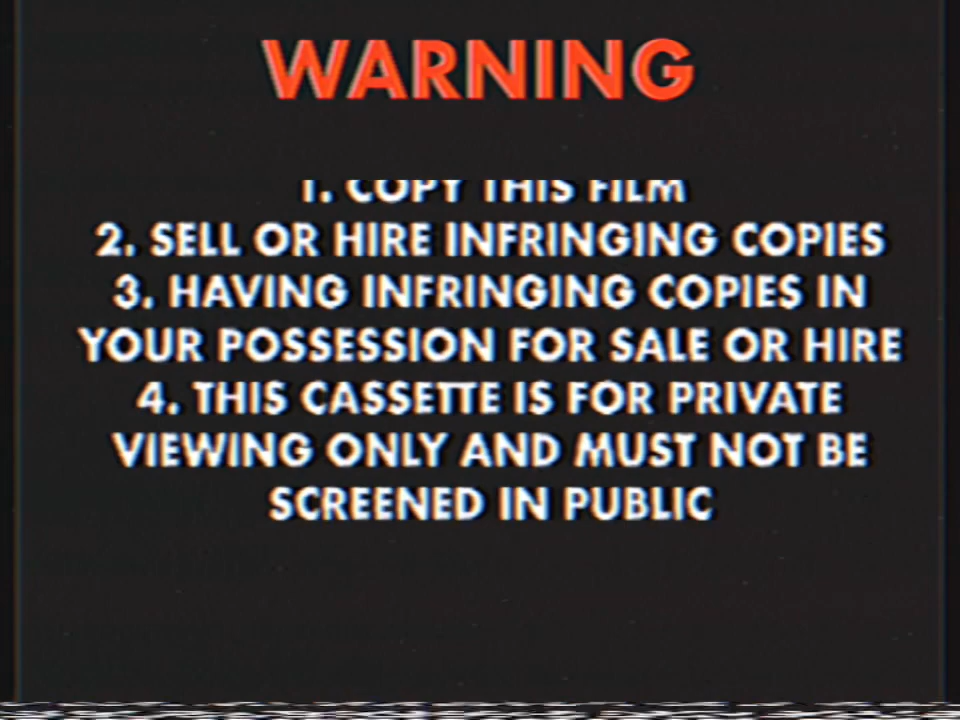 WARNING
1. COPY THIS FILM
2. SELL OR HIRE INFRINGING COPIES
3. HAVING INFRINGING COPIES IN
YOUR POSSESSION FOR SALE OR HIRE
4. THIS CASSETTE IS FOR PRIVATE
VIEWING ONLY AND MUST NOT BE
SCREENED IN PUBLIC